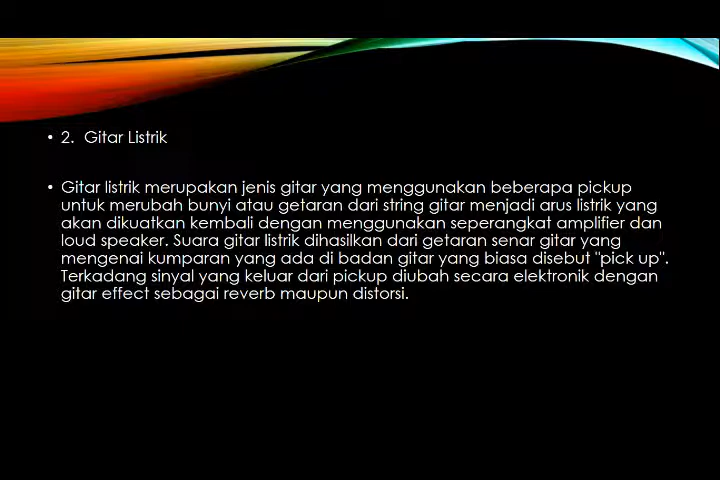 • 2. Gitar Listrik
• Gitar listrik merupakan jenis gitar yang menggunakan beberapa pickup
untuk merubah bunyi atau getaran dari string gitar menjadi arus listrik yang
akan dikuatkan kembali dengan menggunakan seperangkat amplifier dan
loud speaker. Suara gitar listrik dihasilkan dari getaran senar gitar yang
mengenai kumparan yang ada di badan gitar yang biasa disebut "pick up".
Terkadang sinyal yang keluar dari pickup diubah secara elektronik dengan
gitar effect sebagai reverb maupun distorsi.